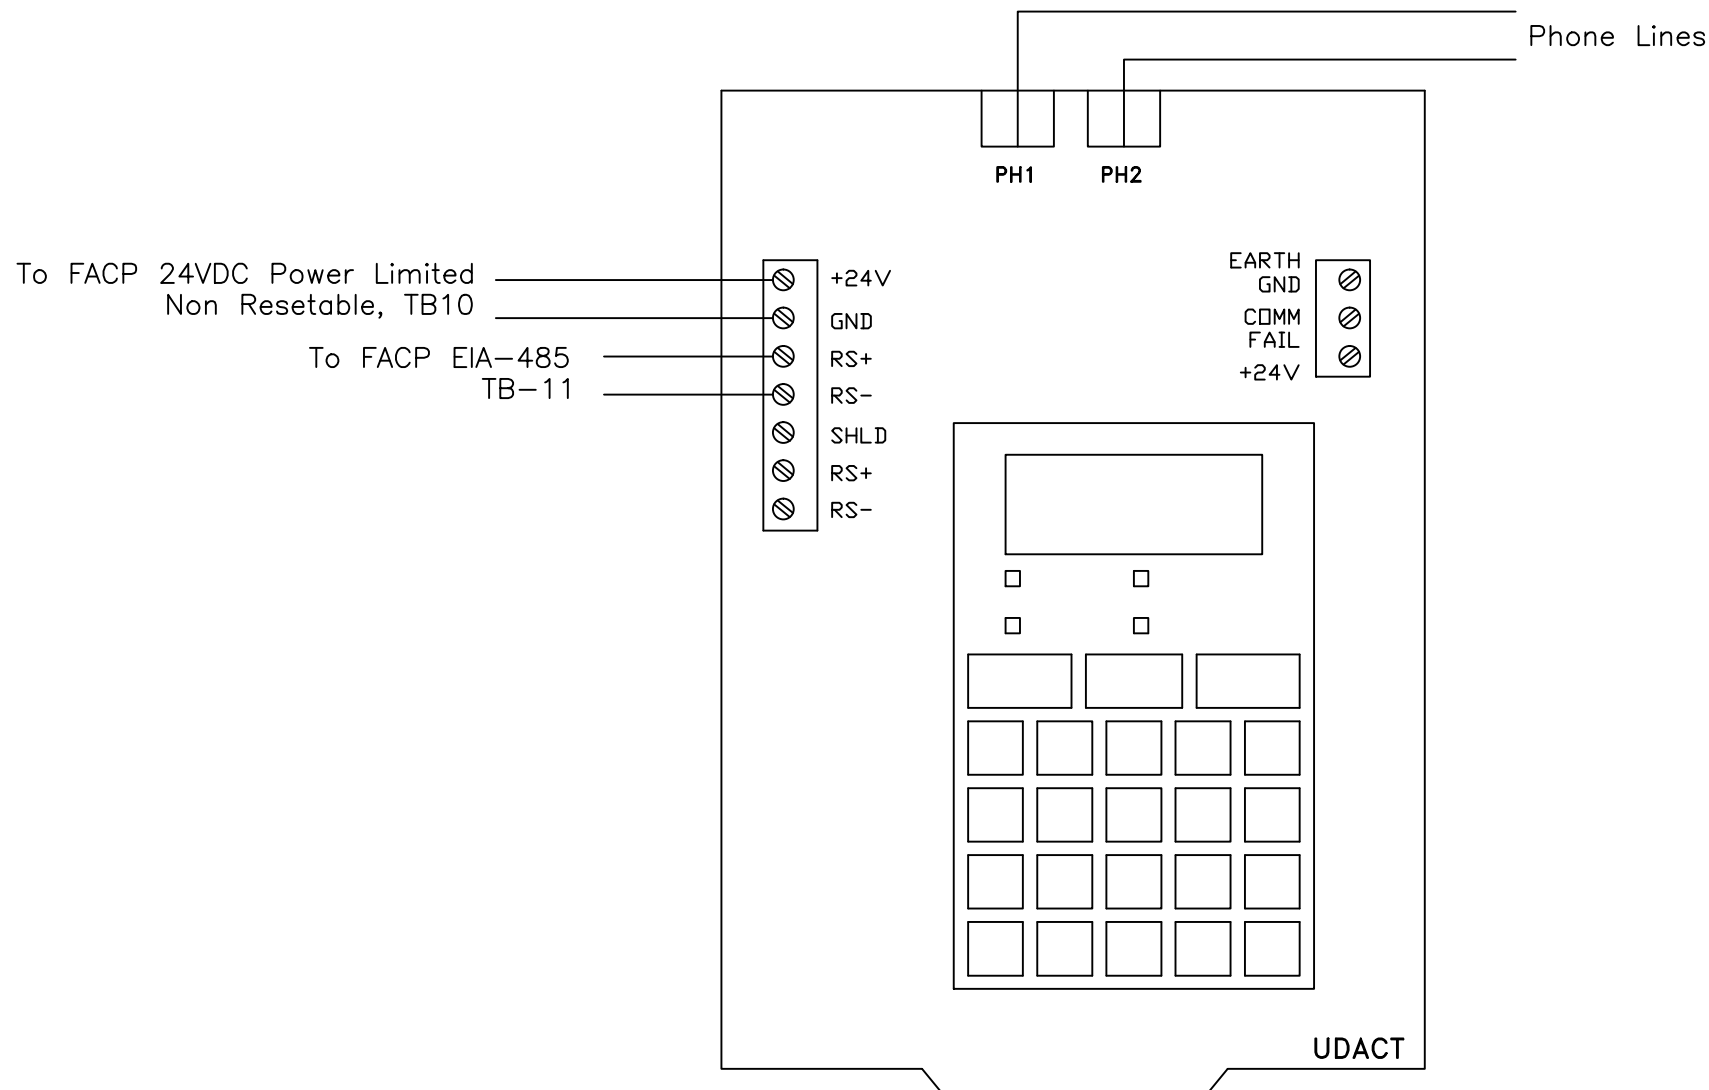 Phone Lines
PH1 PH2
To FACP 24VDC Power Limited
Non Resetable, TB10
To FACP EIA-485
TB-11
+24V
GND
RS+
RS-
SHLD
RS+
RS-
EARTH
GND
COMM
FAIL
+24V
UDACT